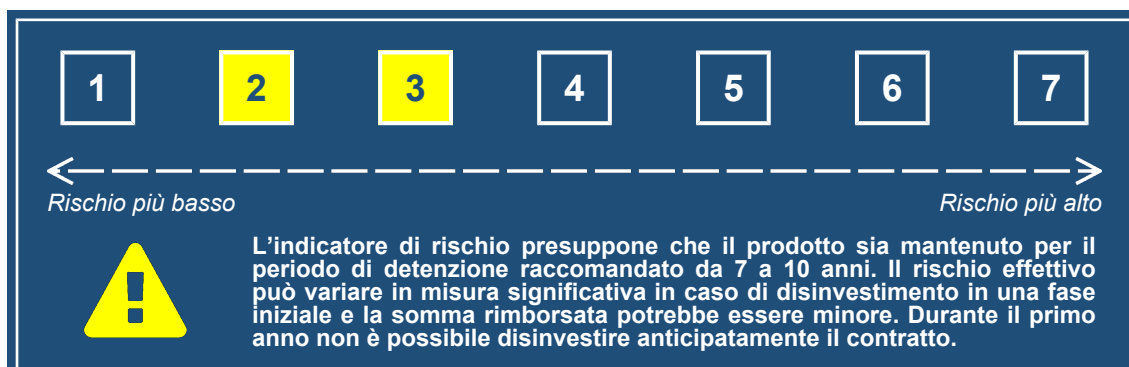 1 2 3 4 5 6 7
Rischio più basso Rischio più alto
L'indicatore di rischio presuppone che il prodotto sia mantenuto per il
periodo di detenzione raccomandato da 7 a 10 anni. Il rischio effettivo
può variare in misura significativa in caso di disinvestimento in una fase
iniziale e la somma rimborsata potrebbe essere minore. Durante il primo
anno non è possibile disinvestire anticipatamente il contratto.